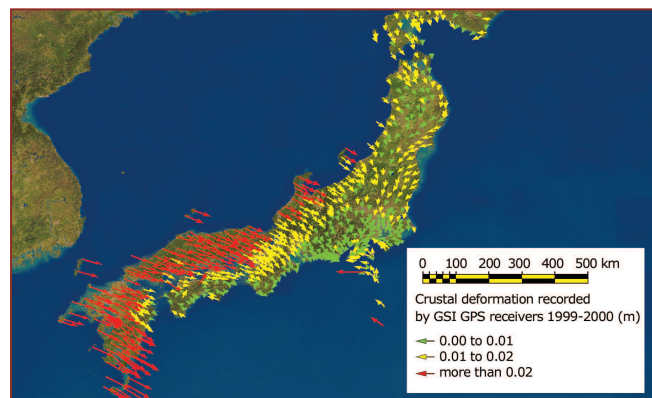 0 100 200 300 400 500
km
Crustal deformation recorded
by GSI GPS receivers 1999-2000 (m)
0.00 to 0.01
0.01 to 0.02
more than 0.02